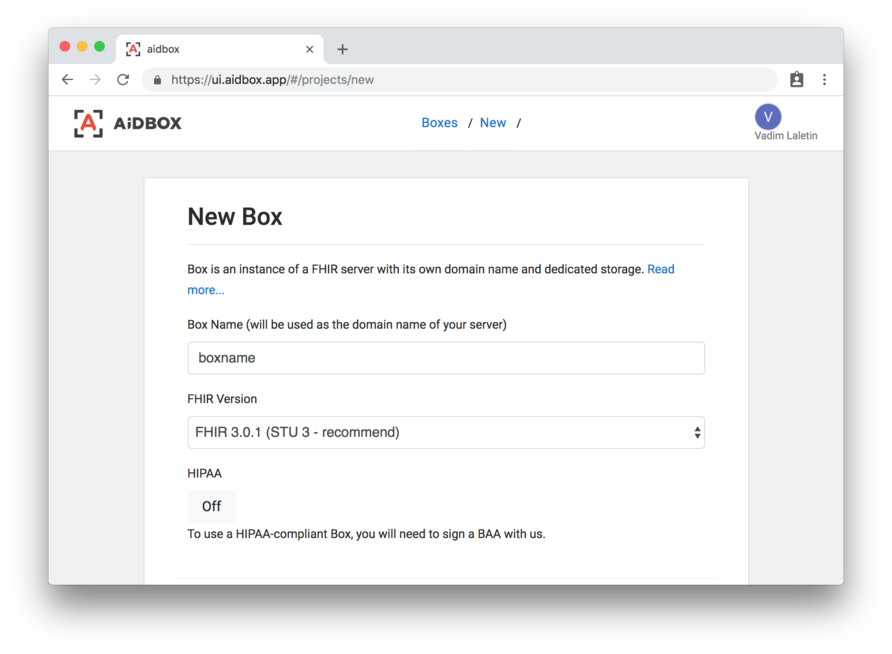 aidbox
https://ui.aidbox.app/#/projects/new
AiDBOX
Boxes / New /
V
Vadim Laletin
New Box
Box is an instance of a FHIR server with its own domain name and dedicated storage. Read
more...
Box Name (will be used as the domain name of your server)
boxname
FHIR Version
FHIR 3.0.1 (STU 3 - recommend)
HIPAA
Off
To use a HIPAA-compliant Box, you will need to sign a BAA with us.